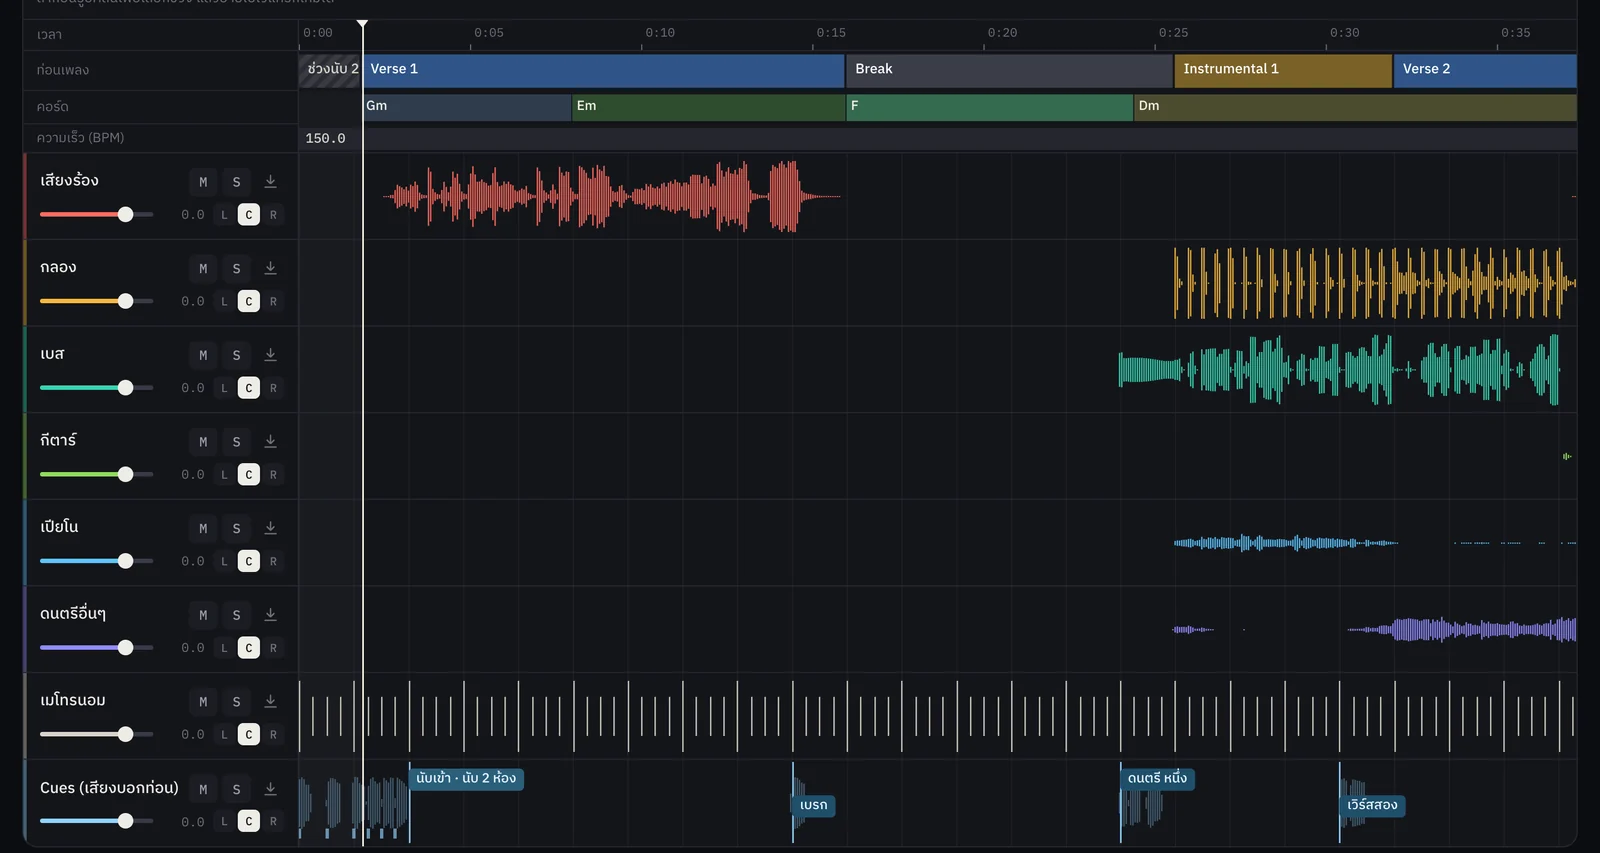 เวลา 0:00 0:05 0:10 0:15 0:20 0:25 0:30 0:35
ท่อนเพลง ช่วงนับ 2 Verse 1 Break Instrumental 1 Verse 2
คอร์ด Gm Em F Dm
ความเร็ว (BPM) 150.0
เสียงร้อง M S
0.0 L C R
กลอง M S
0.0 L C R
เบส M S
0.0 L C R
กีตาร์ M S
0.0 L C R
เปียโน M S
0.0 L C R
ดนตรีอื่นๆ M S
0.0 L C R
เมโทรนอม M S
0.0 L C R
Cues (เสียงบอกท่อน) M S นับเข้า · นับ 2 ห้อง ดนตรี หนึ่ง
0.0 L C R เบรก เวิร์สสอง